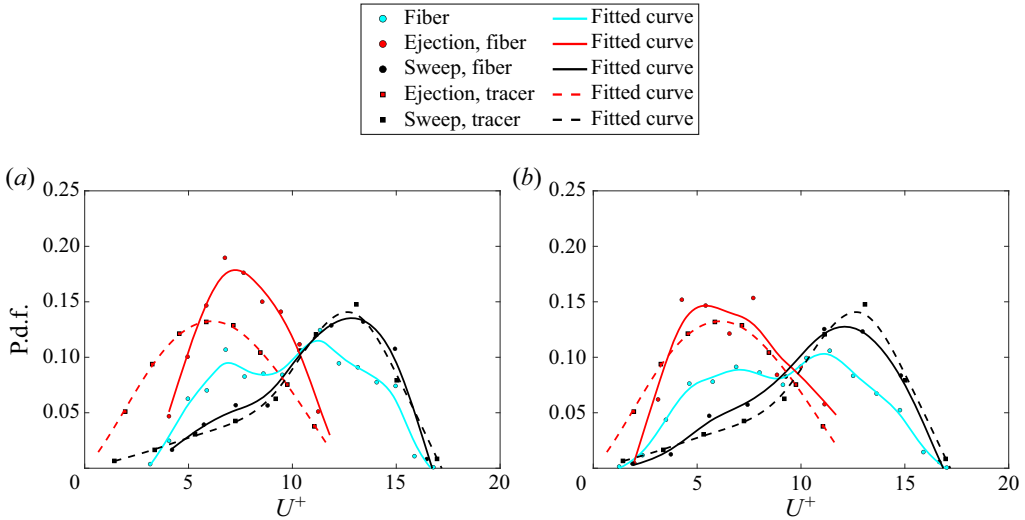 Fiber Fitted curve
Ejection, fiber Fitted curve
Sweep, fiber Fitted curve
Ejection, tracer Fitted curve
Sweep, tracer Fitted curve
(a) (b)
0.25 0.25
0.20 0.20
0.15 0.15
0.10 0.10
0.05 0.05
P.d.f.
0 5 10 15 20 0 5 10 15 20
U+ U+